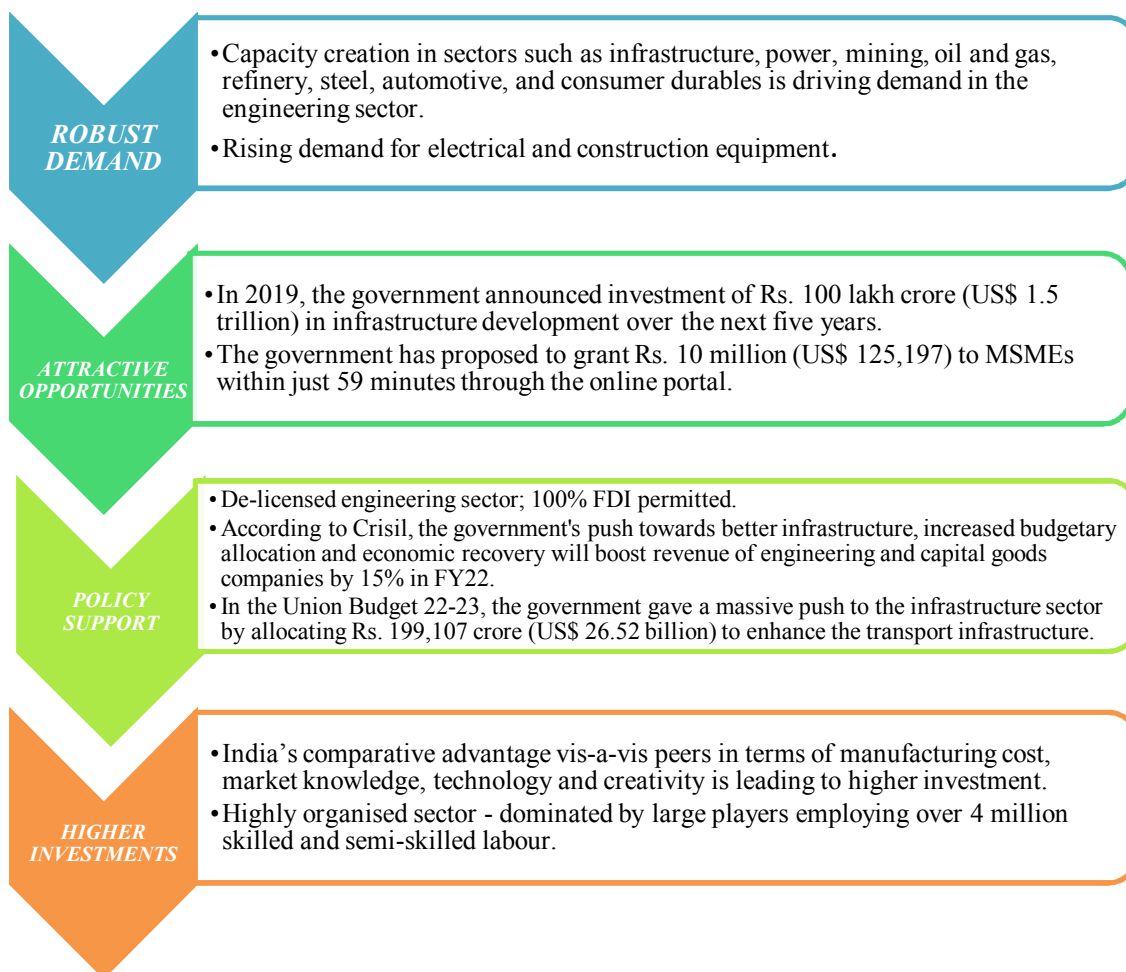 ROBUST
DEMAND
•Capacity creation in sectors such as infrastructure, power, mining, oil and gas,
refinery, steel, automotive, and consumer durables is driving demand in the
engineering sector.
•Rising demand for electrical and construction equipment.
ATTRACTIVE
OPPORTUNITIES
•In 2019, the government announced investment of Rs. 100 lakh crore (US$ 1.5
trillion) in infrastructure development over the next five years.
•The government has proposed to grant Rs. 10 million (US$ 125,197) to MSMEs
within just 59 minutes through the online portal.
POLICY
SUPPORT
•De-licensed engineering sector; 100% FDI permitted.
•According to Crisil, the government's push towards better infrastructure, increased budgetary
allocation and economic recovery will boost revenue of engineering and capital goods
companies by 15% in FY22.
•In the Union Budget 22-23, the government gave a massive push to the infrastructure sector
by allocating Rs. 199,107 crore (US$ 26.52 billion) to enhance the transport infrastructure.
HIGHER
INVESTMENTS
•India’s comparative advantage vis-a-vis peers in terms of manufacturing cost,
market knowledge, technology and creativity is leading to higher investment.
•Highly organised sector - dominated by large players employing over 4 million
skilled and semi-skilled labour.